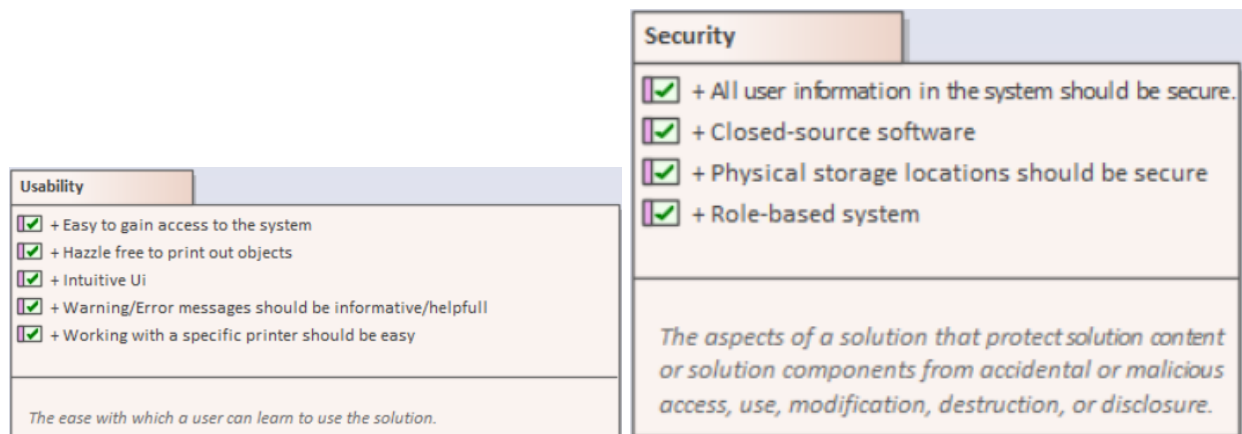 Usability
+ Easy to gain access to the system
+ Hazzle free to print out objects
+ Intuitive Ui
+ Warning/Error messages should be informative/helpfull
+ Working with a specific printer should be easy
The ease with which a user can learn to use the solution.
Security
+ All user information in the system should be secure.
+ Closed-source software
+ Physical storage locations should be secure
+ Role-based system
The aspects of a solution that protect solution content
or solution components from accidental or malicious
access, use, modification, destruction, or disclosure.